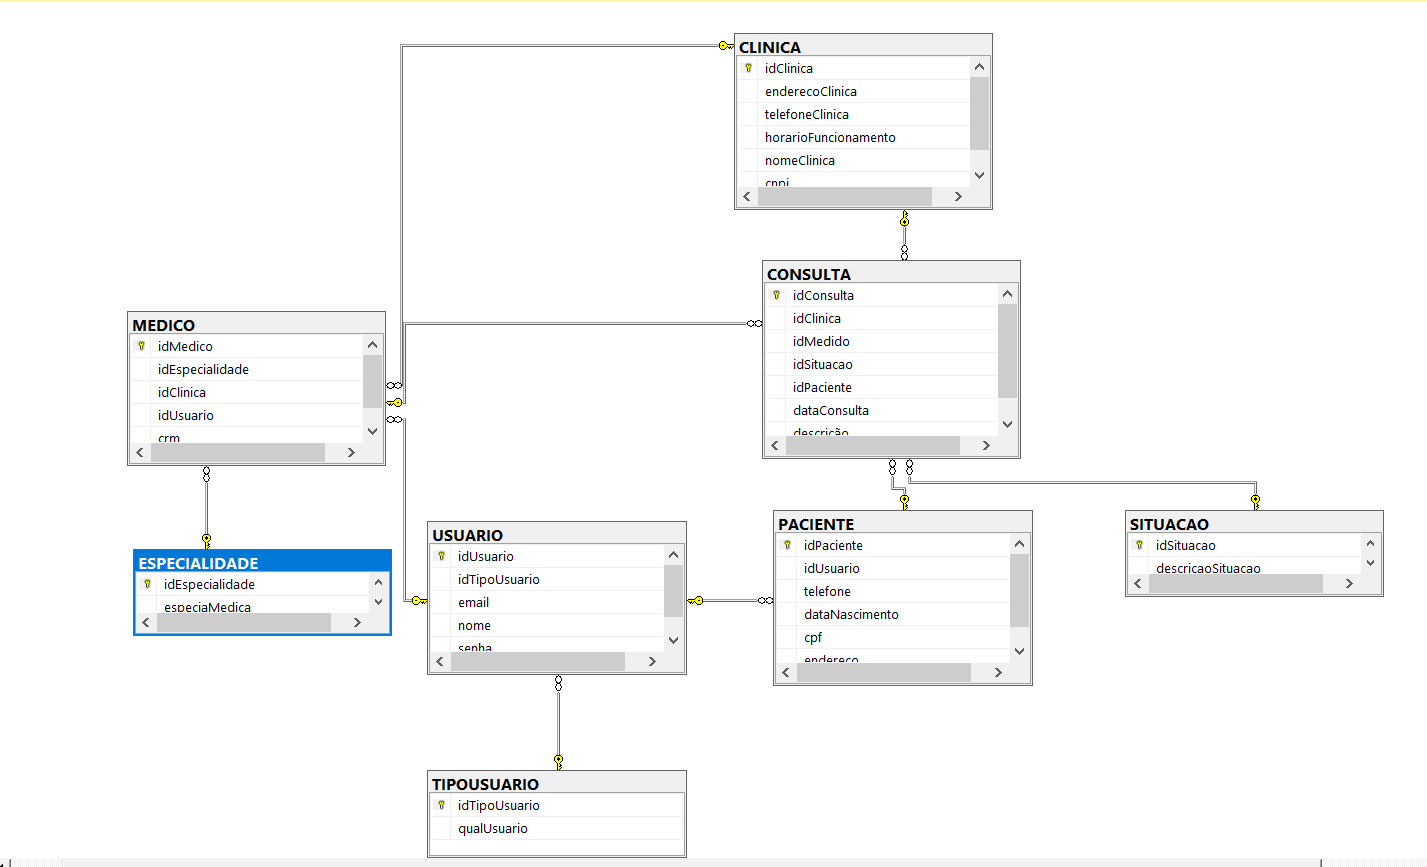 CLINICA
idClinica
enderecoClinica
telefoneClinica
horarioFuncionamento
nomeClinica
cnpj
CONSULTA
idConsulta
idClinica
idMedido
idSituacao
idPaciente
dataConsulta
descrição
MEDICO
idMedico
idEspecialidade
idClinica
idUsuario
crm
ESPECIALIDADE
idEspecialidade
especiaMedica
USUARIO
idUsuario
idTipoUsuario
email
nome
senha
PACIENTE
idPaciente
idUsuario
telefone
dataNascimento
cpf
endereco
SITUACAO
idSituacao
descricaoSituacao
TIPOUSUARIO
idTipoUsuario
qualUsuario